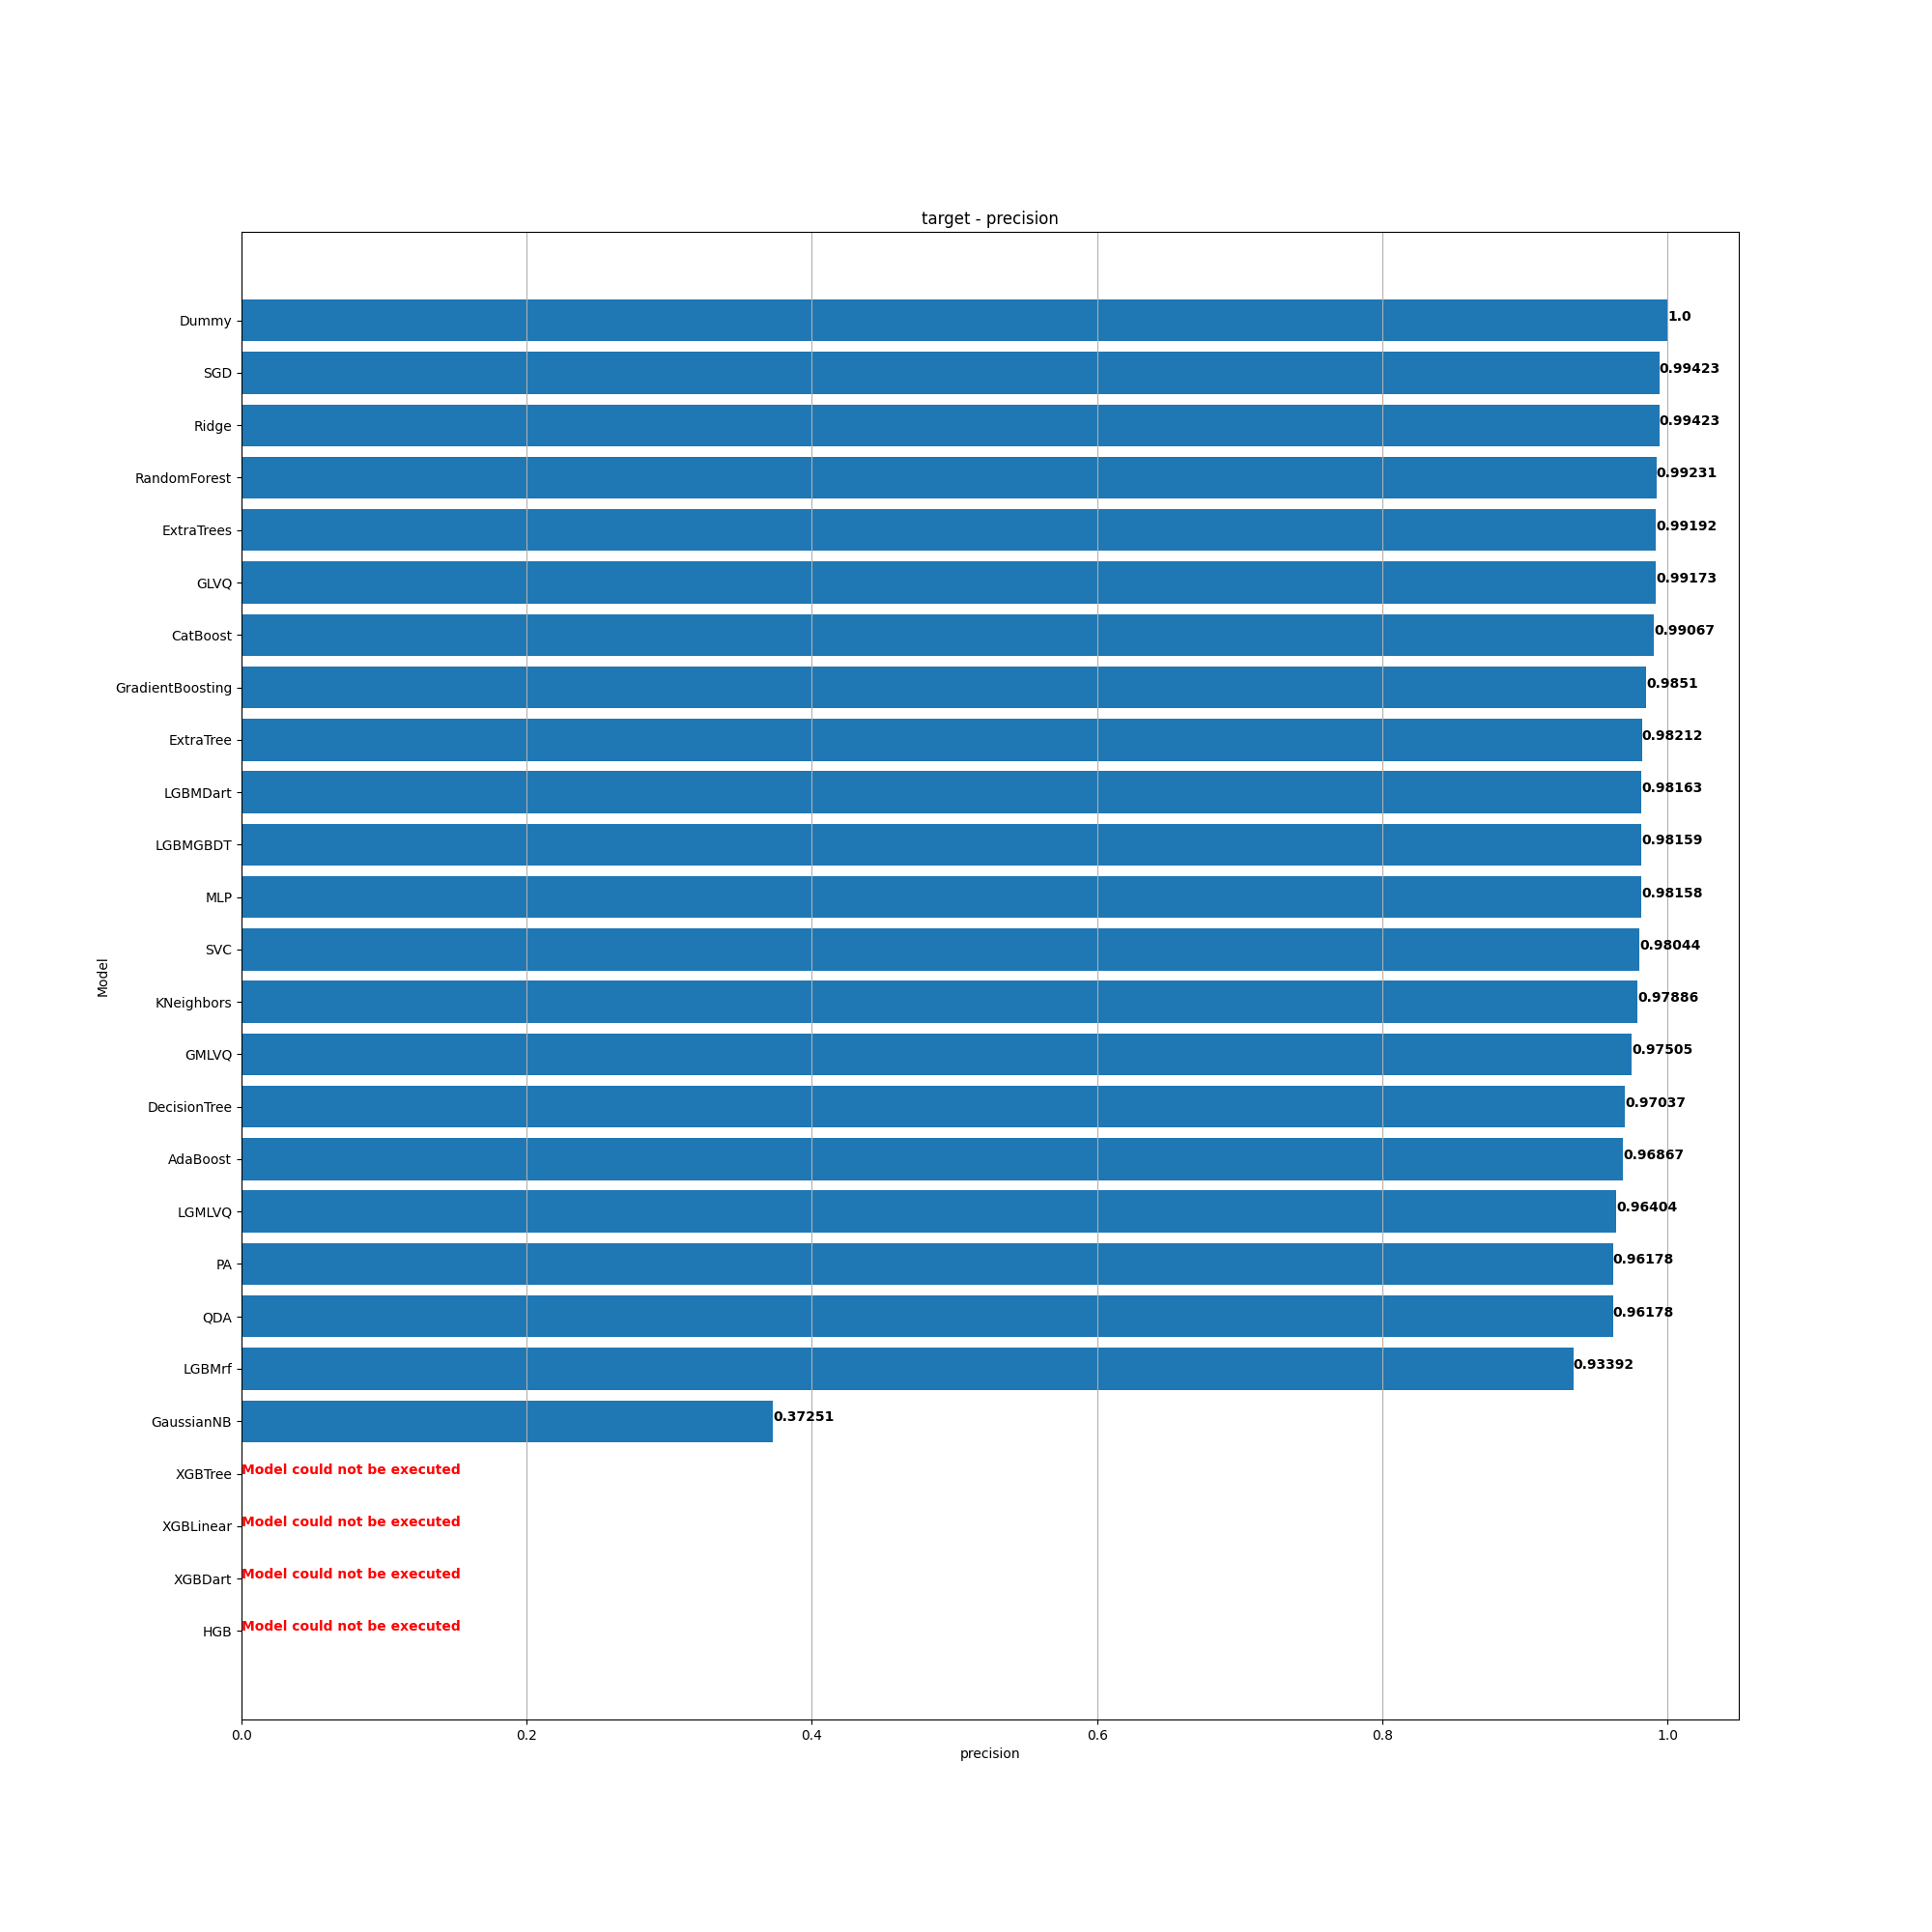 target - precision
Dummy 1.0
SGD 0.99423
Ridge 0.99423
RandomForest 0.99231
ExtraTrees 0.99192
GLVQ 0.99173
CatBoost 0.99067
GradientBoosting 0.9851
ExtraTree 0.98212
LGBMDart 0.98163
LGBMGBDT 0.98159
MLP 0.98158
SVC 0.98044
Model
KNeighbors 0.97886
GMLVQ 0.97505
DecisionTree 0.97037
AdaBoost 0.96867
LGMLVQ 0.96404
PA 0.96178
QDA 0.96178
LGBMrf 0.93392
GaussianNB 0.37251
XGBTree Model could not be executed
XGBLinear Model could not be executed
XGBDart Model could not be executed
HGB Model could not be executed
0.0 0.2 0.4 0.6 0.8 1.0
precision